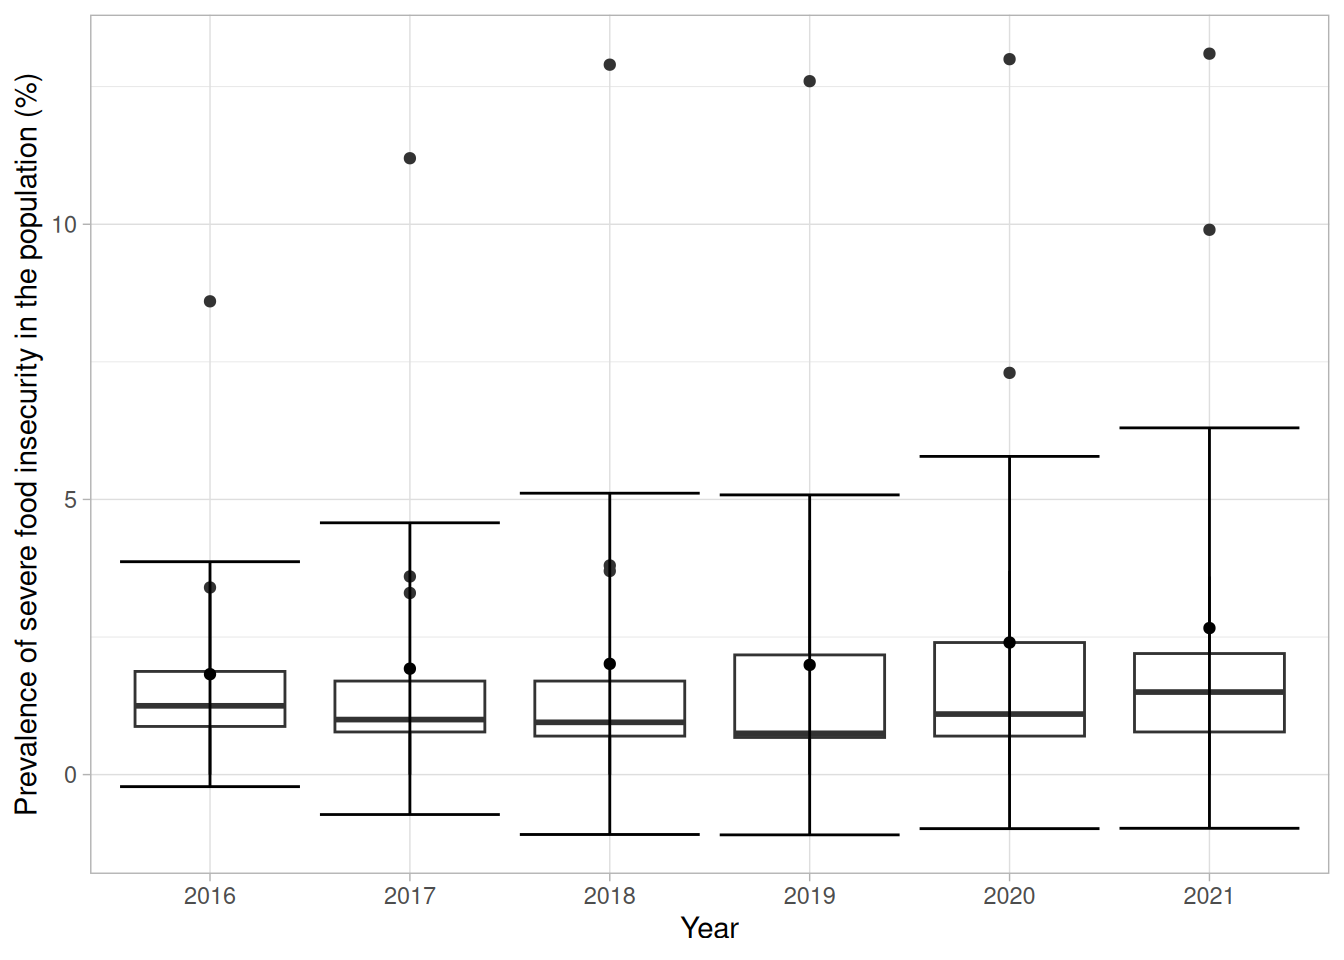 Prevalence of severe food insecurity in the population (%)
10
5
0
2016 2017 2018 2019 2020 2021
Year